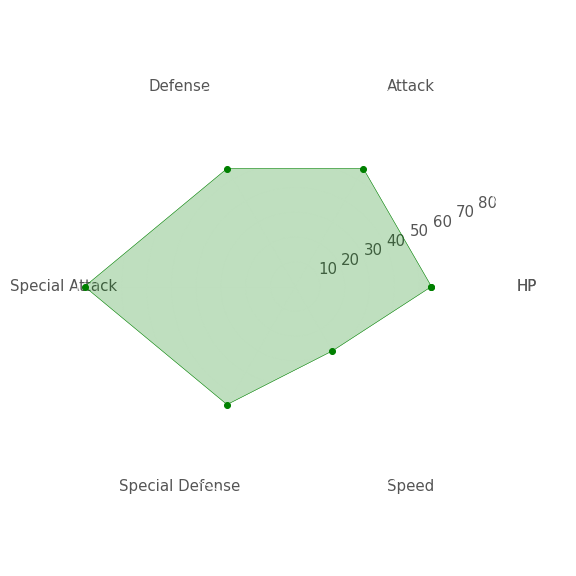 Defense
Attack
80
70
60
50
40
30
20
10
Special Attack
HP
Special Defense
Speed